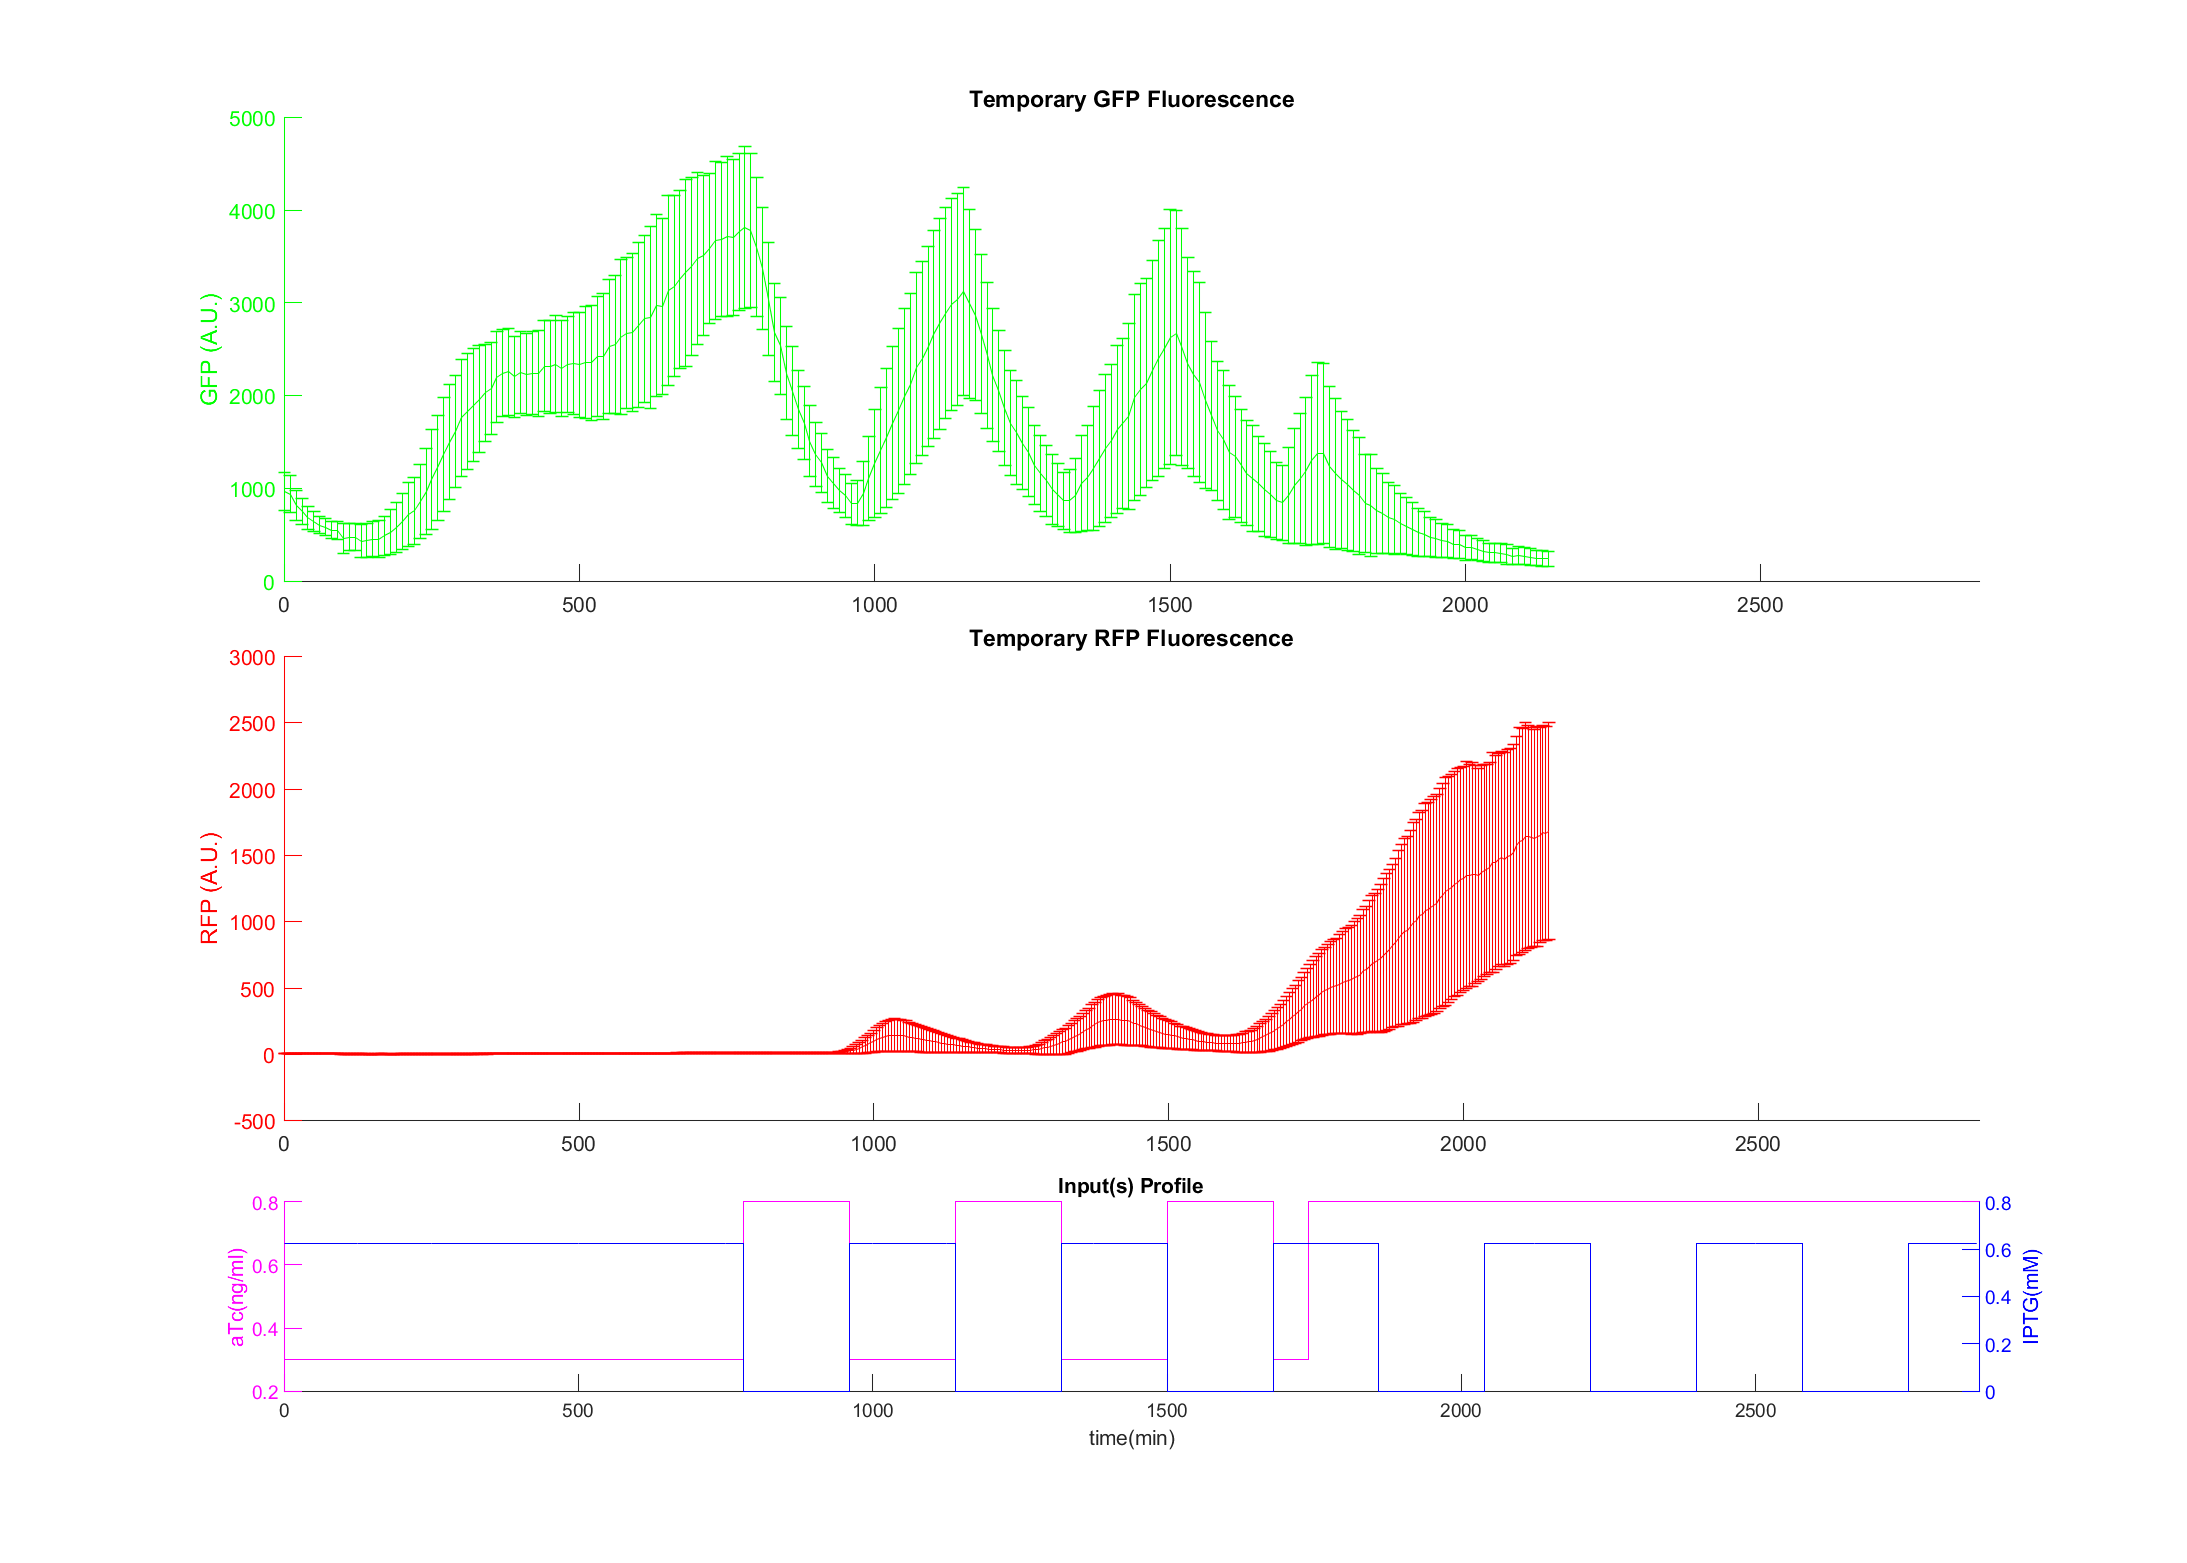 Temporary GFP Fluorescence
5000
4000
3000
2000
1000
0
GFP (A.U.)
0 500 1000 1500 2000 2500
Temporary RFP Fluorescence
3000
2500
2000
1500
1000
500
0
-500
RFP (A.U.)
0 500 1000 1500 2000 2500
Input(s) Profile
0.8
0.6
0.4
0.2
aTc(ng/ml)
0.8
0.6
0.4
0.2
0
IPTG(mM)
0 500 1000 1500 2000 2500
time(min)